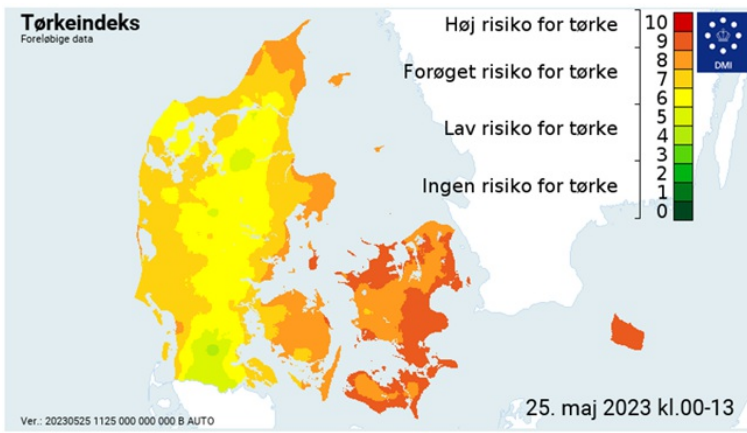 Tørkeindeks
Foreløbige data
Høj risiko for tørke
Forøget risiko for tørke
Lav risiko for tørke
Ingen risiko for tørke
10
9
8
7
6
5
4
3
2
1
0
DMI
25. maj 2023 kl.00-13
Ver.: 20230525 1125 000 000 000 B AUTO